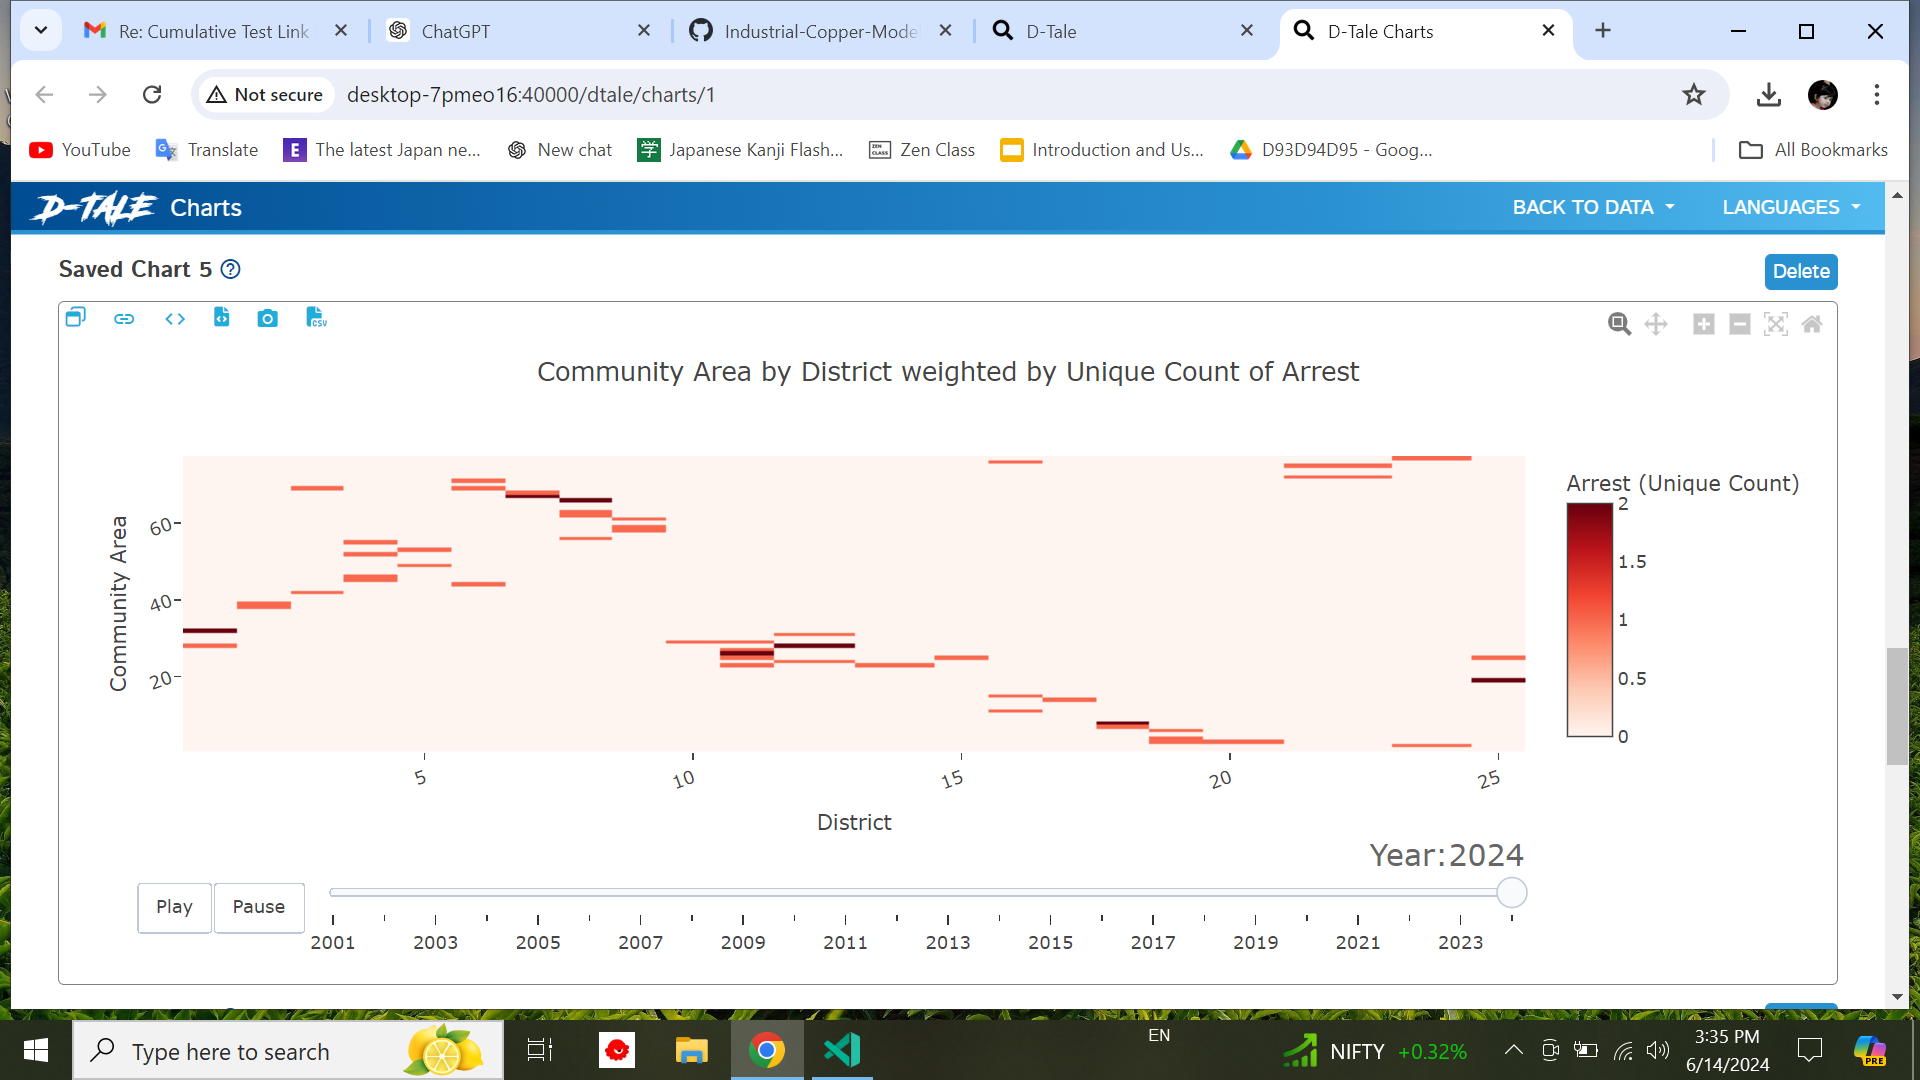 Re: Cumulative Test Link
ChatGPT
Industrial-Copper-Mode
D-Tale
D-Tale Charts
Not secure
desktop-7pmeo16:40000/dtale/charts/1
YouTube
Translate
E
The latest Japan ne...
New chat
学
Japanese Kanji Flash...
ZEN CLASS
Zen Class
Introduction and Us...
D93D94D95 - Goog...
All Bookmarks
D-TALE Charts
BACK TO DATA
LANGUAGES
Saved Chart 5
Delete
CSV
Community Area by District weighted by Unique Count of Arrest
Arrest (Unique Count)
2
1.5
1
0.5
0
Community Area
60
40
20
5
10
15
20
25
District
Year:2024
Play
Pause
2001
2003
2005
2007
2009
2011
2013
2015
2017
2019
2021
2023
Type here to search
EN
NIFTY +0.32%
3:35 PM
6/14/2024
PRE